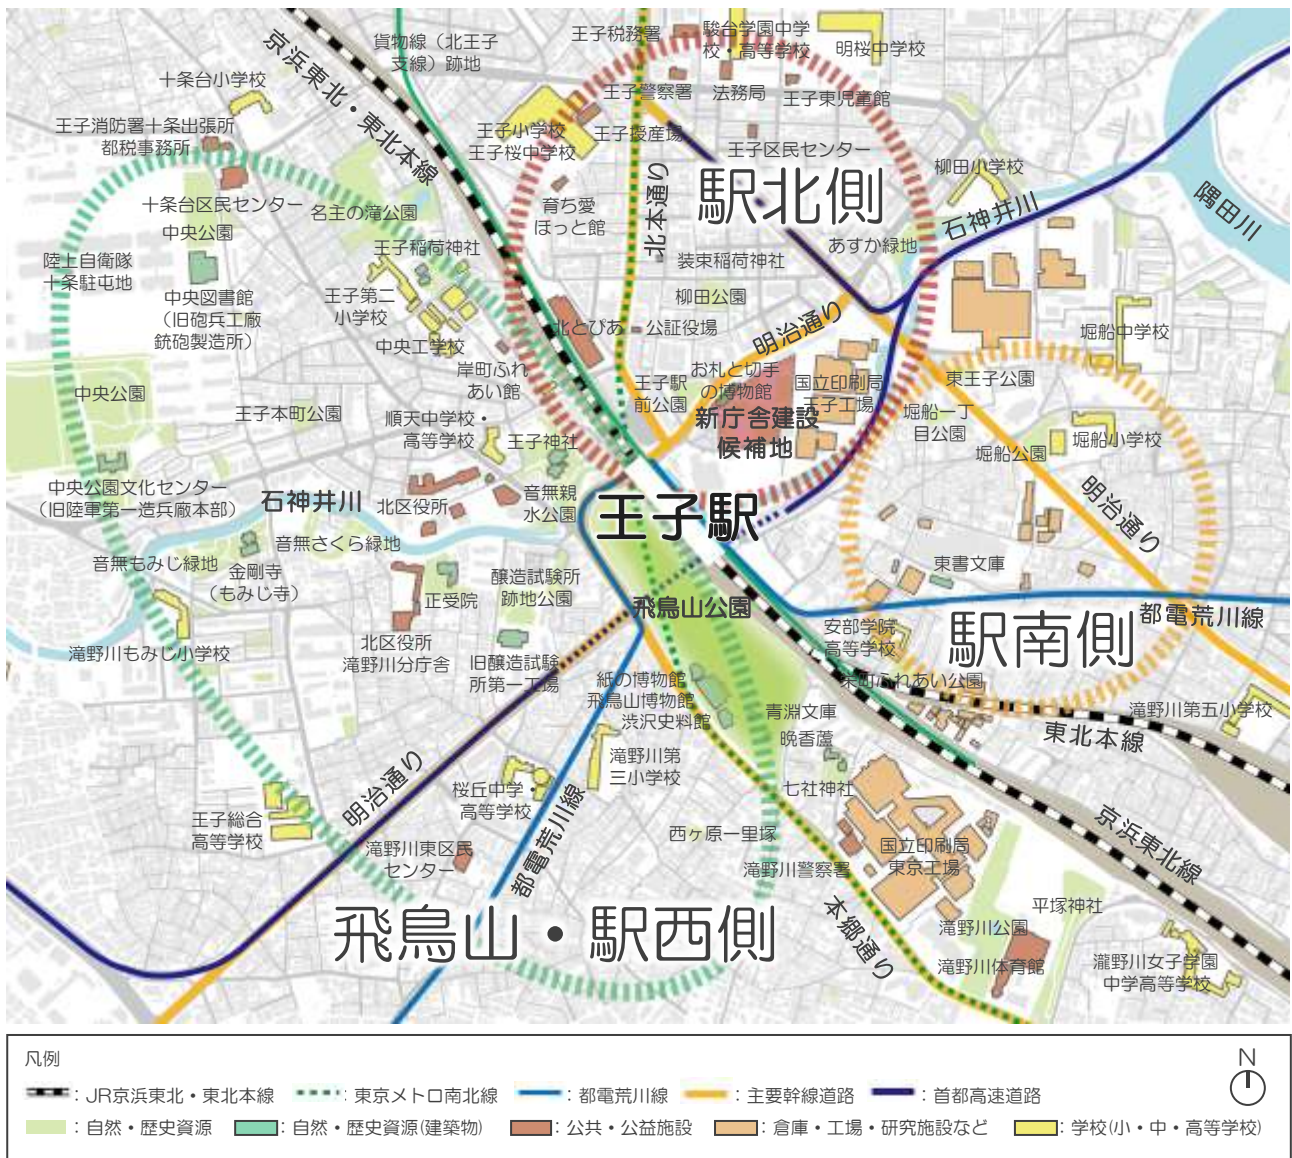 王子税務署
駿台学園中学
校・高等学校
明桜中学校
貨物線（北王子
支線）跡地
京浜東北・東北本線
十条台小学校
王子警察署
法務局
王子東児童館
王子消防署十条出張所
都税事務所
王子小学校
王子桜中学校
王子授産場
王子区民センター
柳田小学校
北本通り
駅北側
石神井川
隅田川
十条台区民センター
名主の滝公園
育ち愛
ほっと館
中央公園
王子稲荷神社
あすか緑地
陸上自衛隊
十条駐屯地
装束稲荷神社
中央図書館
（旧砲兵工廠
銃砲製造所）
王子第二
小学校
柳田公園
北とぴあ
公証役場
明治通り
堀船中学校
中央工学校
岸町ふれ
あい館
お札と切手
の博物館
国立印刷局
王子工場
東王子公園
中央公園
王子駅
前公園
王子本町公園
順天中学校・
高等学校
新庁舎建設
候補地
堀船一丁
目公園
王子神社
堀船公園
堀船小学校
中央公園文化センター
（旧陸軍第一造兵廠本部）
石神井川
北区役所
音無親
水公園
王子駅
明治通り
音無さくら緑地
音無もみじ緑地
金剛寺
（もみじ寺）
東書文庫
正受院
醸造試験所
跡地公園
飛鳥山公園
都電荒川線
安部学院
高等学校
駅南側
北区役所
滝野川分庁舎
滝野川もみじ小学校
旧醸造試験
所第一工場
紙の博物館
飛鳥山博物館
渋沢史料館
栄町ふれあい公園
青淵文庫
滝野川第五小学校
晩香蘆
東北本線
滝野川第
三小学校
明治通り
桜丘中学・
高等学校
七社神社
都電荒川線
王子総合
高等学校
西ヶ原一里塚
京浜東北線
滝野川東区民
センター
滝野川警察署
国立印刷局
東京工場
飛鳥山・駅西側
本郷通り
平塚神社
滝野川公園
滝野川体育館
瀧野川女子学園
中学高等学校
凡例
N
：JR京浜東北・東北本線 ：東京メトロ南北線 ：都電荒川線 ：主要幹線道路 ：首都高速道路
：自然・歴史資源 ：自然・歴史資源(建築物) ：公共・公益施設 ：倉庫・工場・研究施設など ：学校(小・中・高等学校)